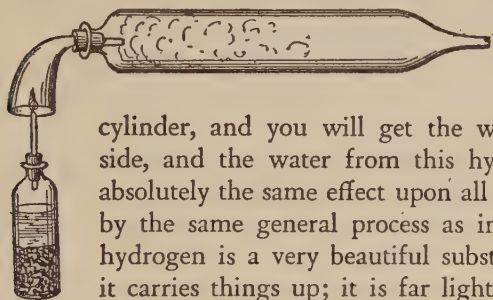 cylinder, and you will get the w
side, and the water from this hy
absolutely the same effect upon all
by the same general process as in
hydrogen is a very beautiful subst
it carries things up; it is far light